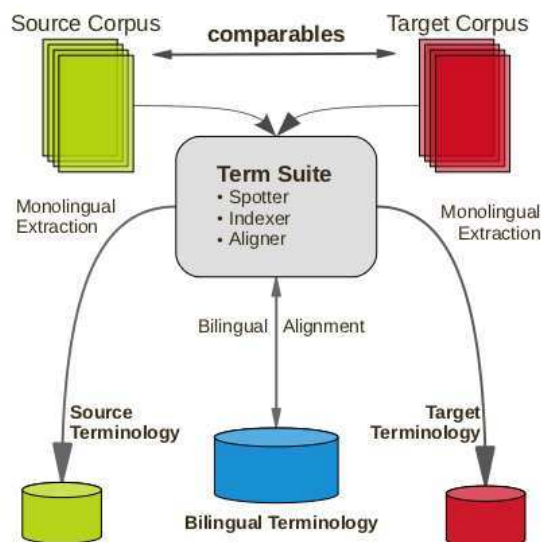 Source Corpus
comparables
Target Corpus
Term Suite
• Spotter
• Indexer
• Aligner
Monolingual
Extraction
Monolingual
Extraction
Bilingual Alignment
Source
Terminology
Target
Terminology
Bilingual Terminology